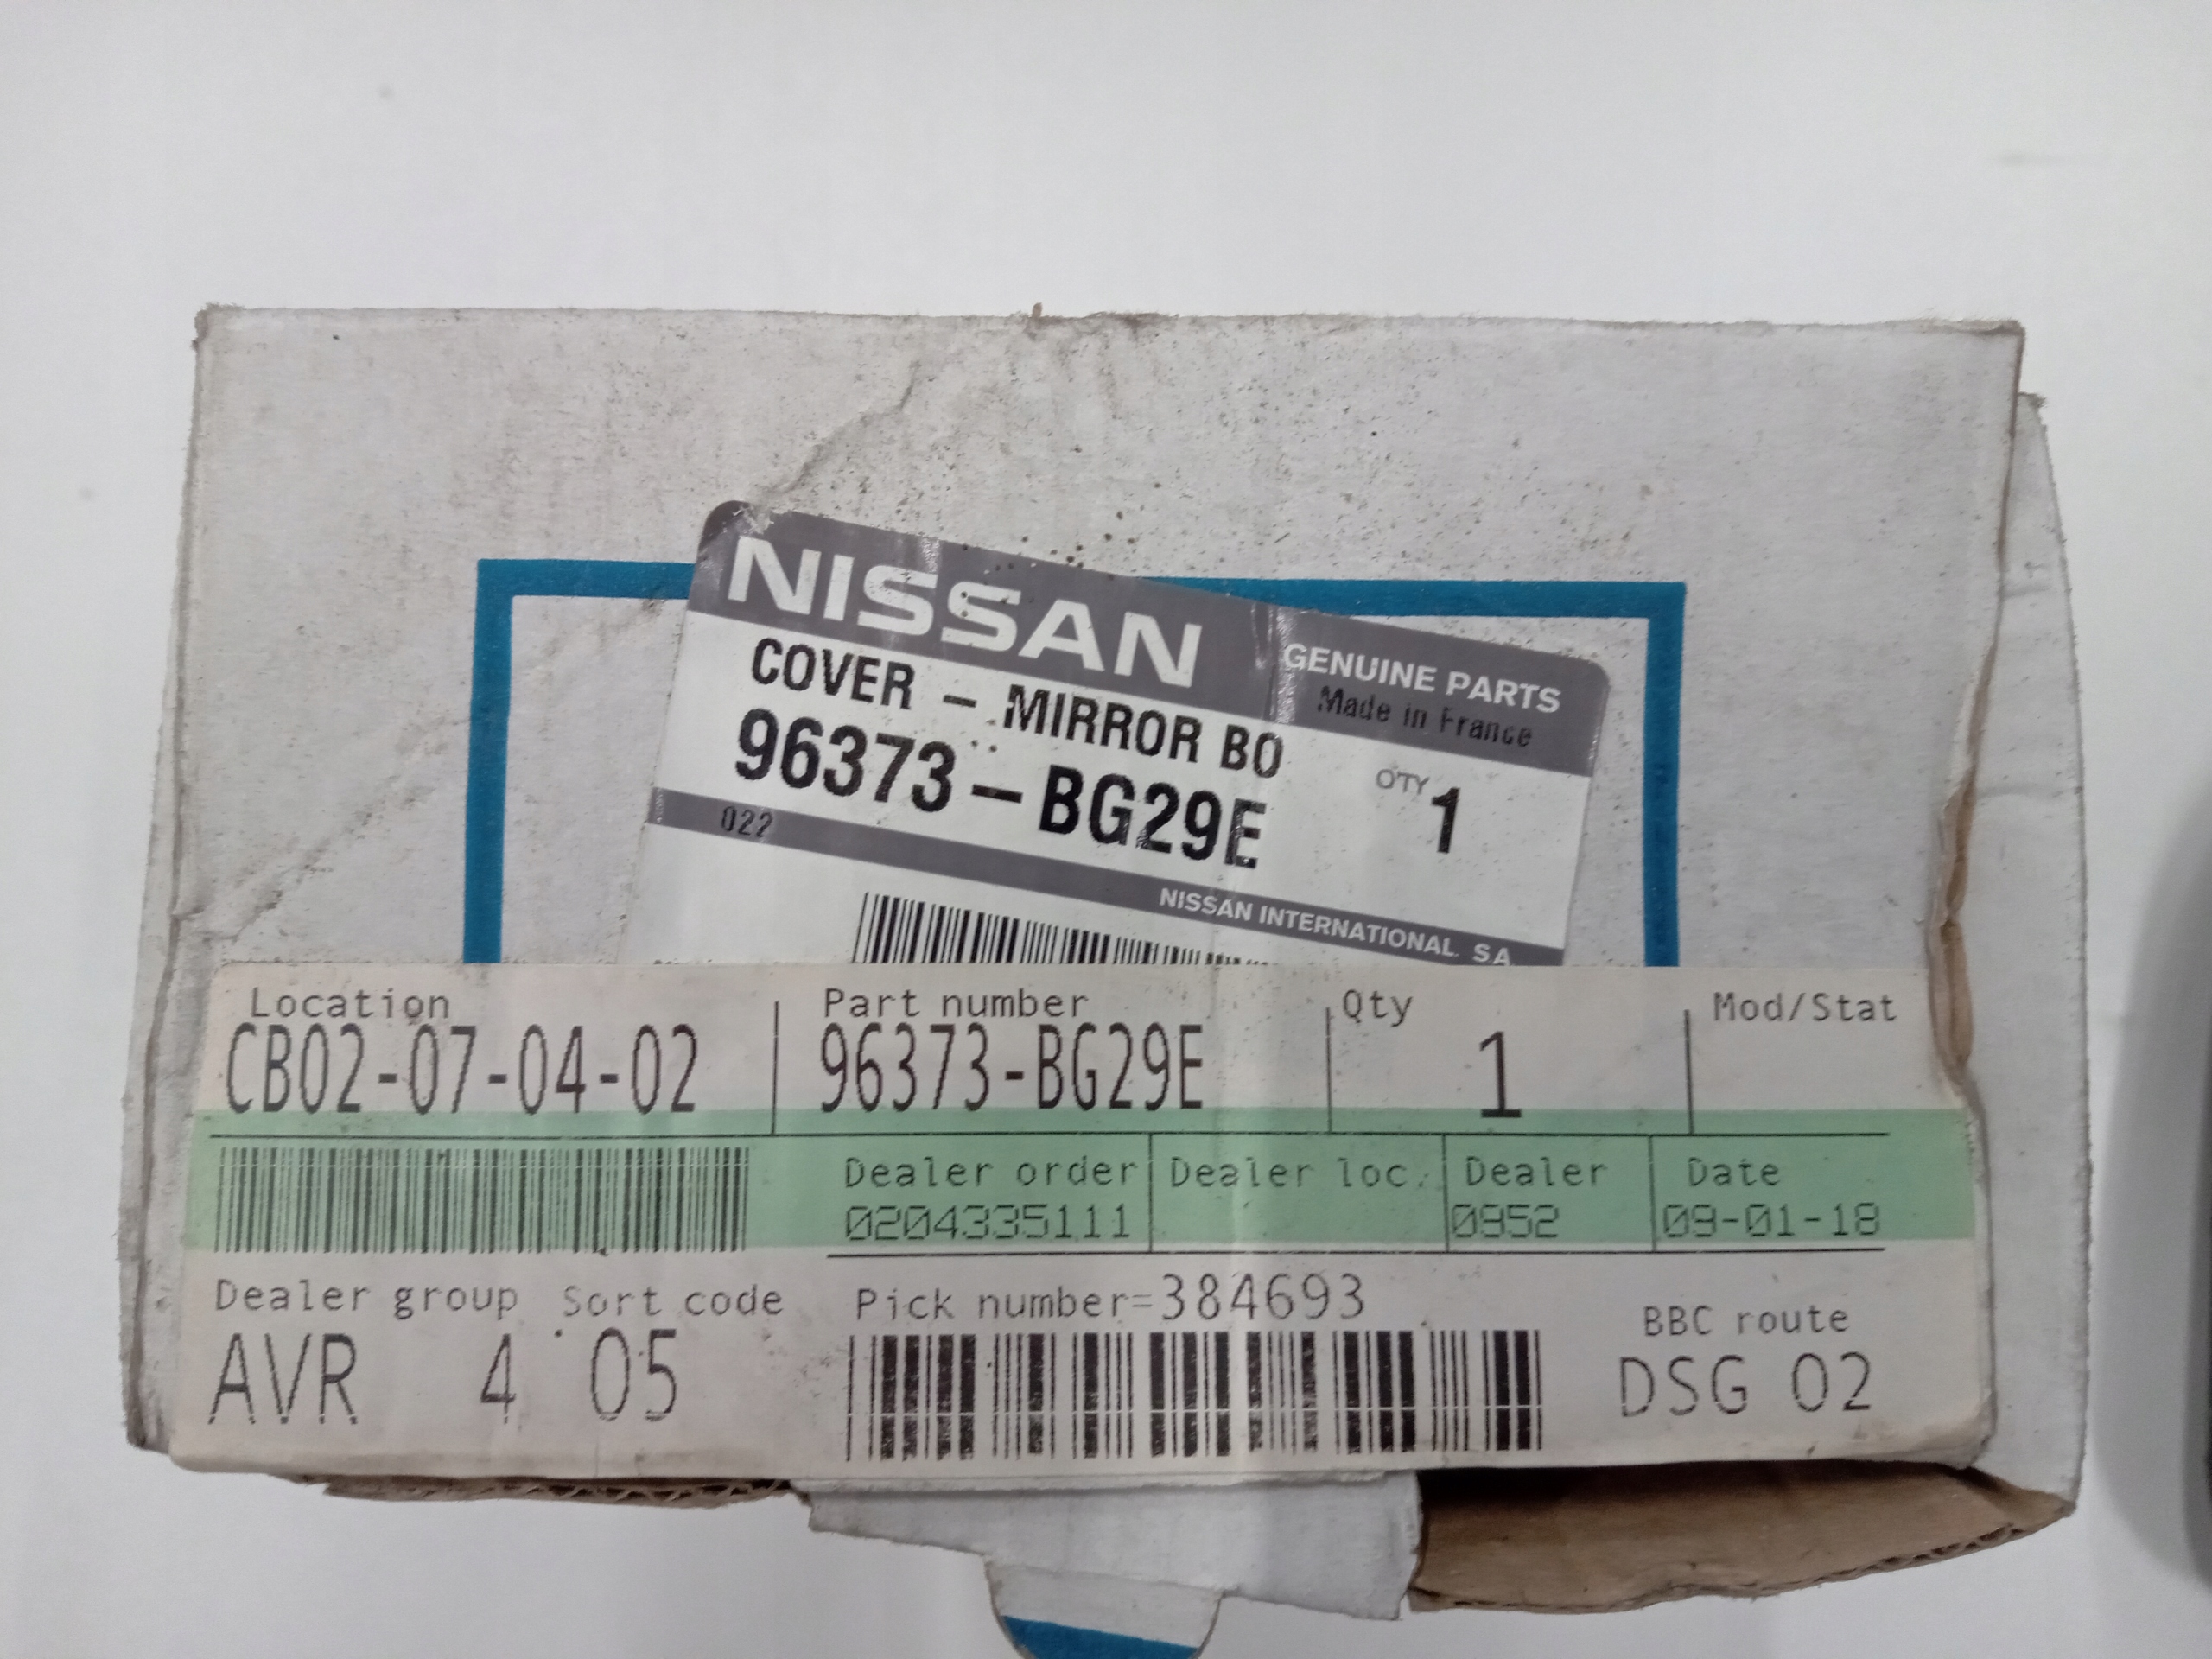 NISSAN
GENUINE PARTS
Made in France
COVER - MIRROR BO
96373-BG29E
QTY 1
022
NISSAN INTERNATIONAL. SA
Location Part number Qty Mod/Stat
CB02-07-04-02 96373-BG29E 1
Dealer order Dealer loc. Dealer Date
0204335111 0952 09-01-18
Dealer group Sort code Pick number=384693 BBC route
AVR 4 05 DSG 02